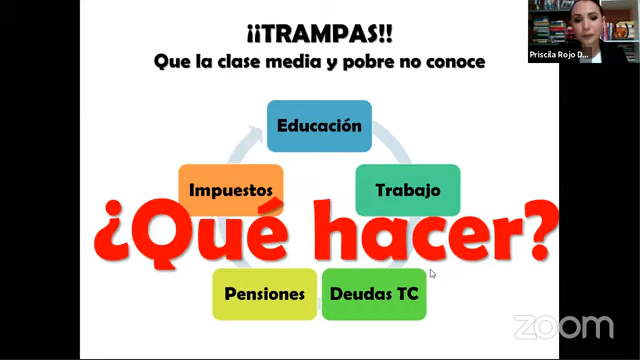 ¡¡TRAMPAS!!
Que la clase media y pobre no conoce
Educación
Impuestos
Trabajo
¿Qué hacer?
Pensiones
Deudas TC
Priscila Rojo D...
zoom